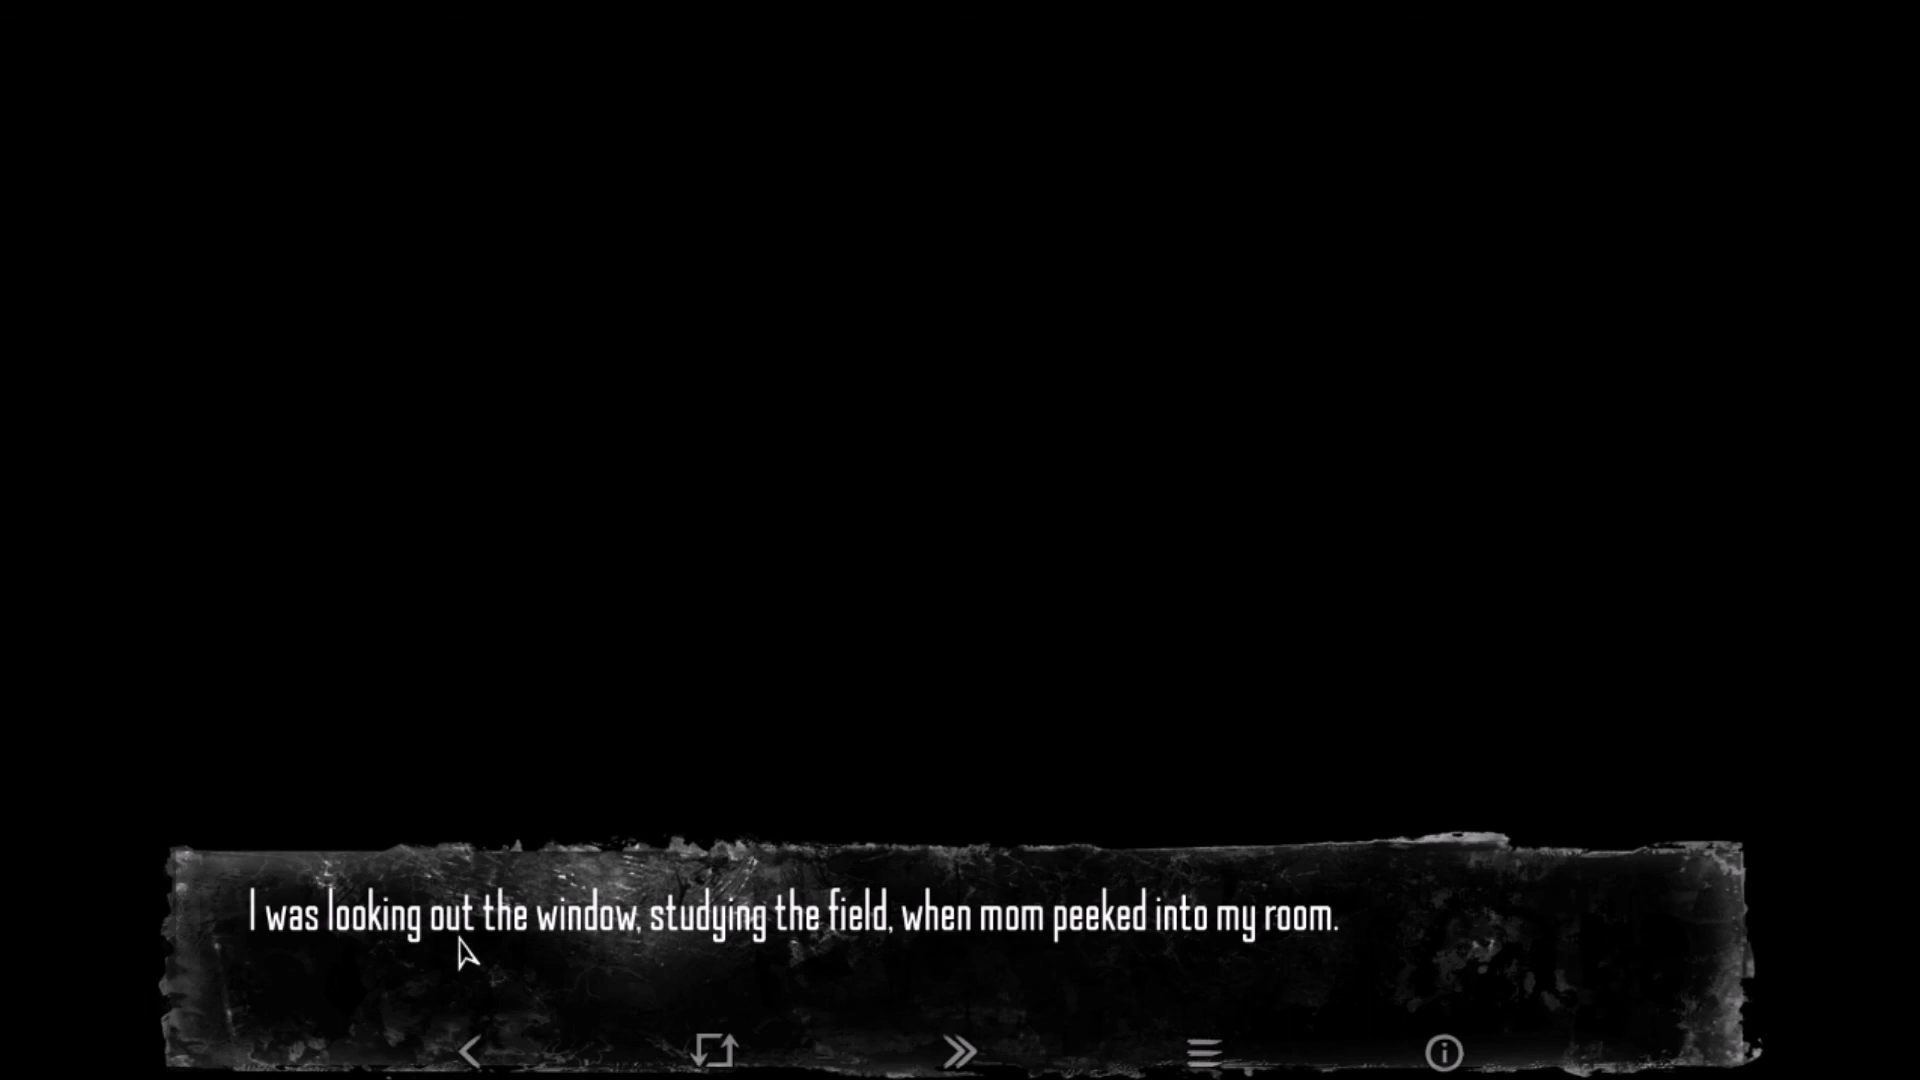 I was looking out the window, studying the field, when mom peeked into my room.